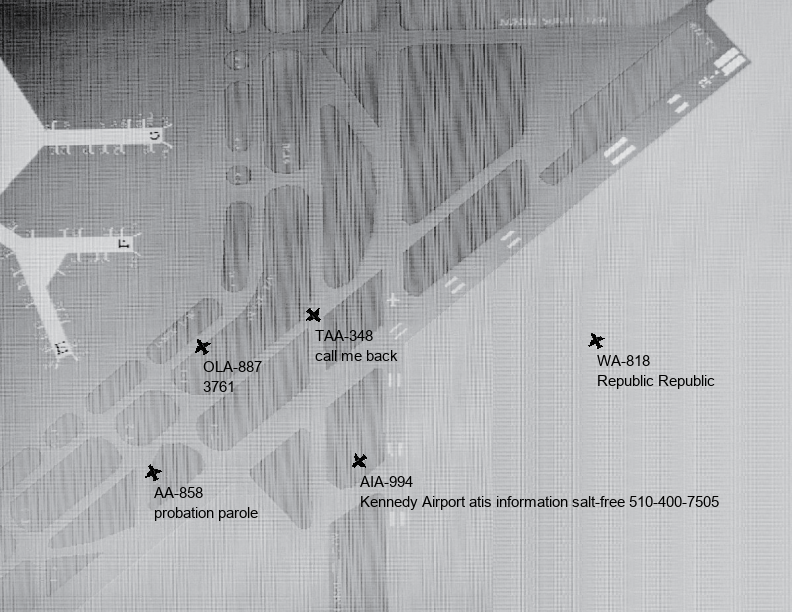 G
F
TAA-348
call me back
OLA-887
3761
WA-818
Republic Republic
AA-858
probation parole
AIA-994
Kennedy Airport atis information salt-free 510-400-7505